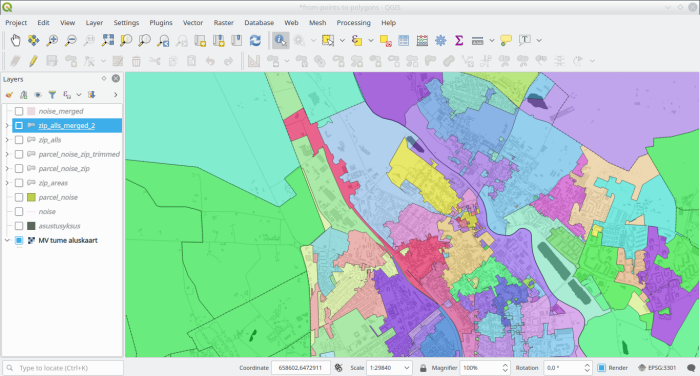 *from points to polygons - QGIS
Project Edit View Layer Settings Plugins Vector Raster Database Web Mesh Processing Help
Layers
noise_merged
zip_alls_merged_2
zip_alls
parcel_noise_zip_trimmed
parcel_noise_zip
zip_areas
parcel_noise
noise
asustusyksus
MV tume aluskaart
Type to locate (Ctrl+K) Coordinate 658602,6472911 Scale 1:29840 Magnifier 100% Rotation 0,0 ° Render EPSG:3301